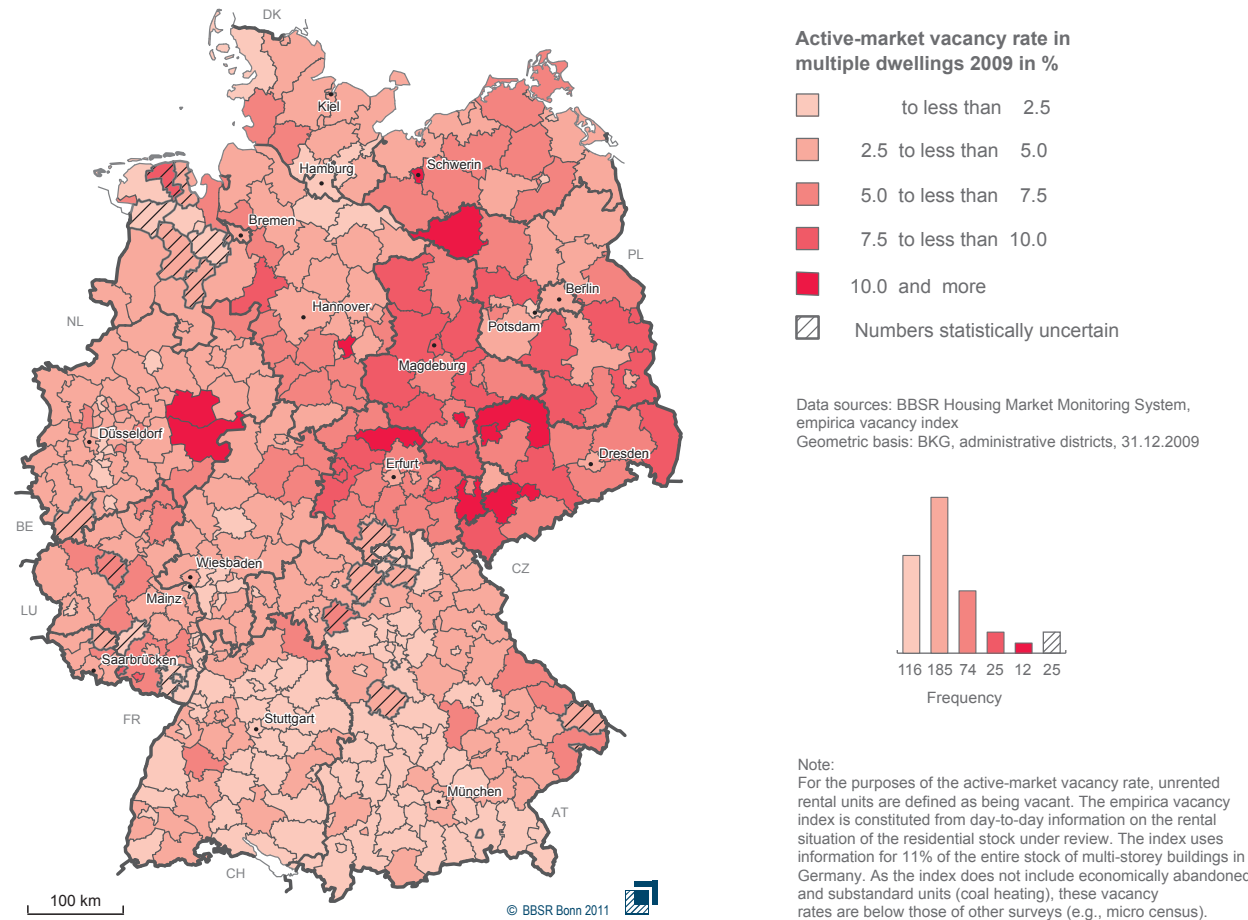 DK
Kiel
Schwerin
Hamburg
Bremen
PL
Berlin
Hannover
Potsdam
NL
Magdeburg
Düsseldorf
Dresden
Erfurt
BE
Wiesbaden
CZ
Mainz
LU
Saarbrücken
FR
Stuttgart
München
AT
CH
100 km
© BBSR Bonn 2011
Active-market vacancy rate in
multiple dwellings 2009 in %
to less than 2.5
2.5 to less than 5.0
5.0 to less than 7.5
7.5 to less than 10.0
10.0 and more
Numbers statistically uncertain
Data sources: BBSR Housing Market Monitoring System,
empirica vacancy index
Geometric basis: BKG, administrative districts, 31.12.2009
116 185 74 25 12 25
Frequency
Note:
For the purposes of the active-market vacancy rate, unrented
rental units are defined as being vacant. The empirica vacancy
index is constituted from day-to-day information on the rental
situation of the residential stock under review. The index uses
information for 11% of the entire stock of multi-storey buildings in
Germany. As the index does not include economically abandoned
and substandard units (coal heating), these vacancy
rates are below those of other surveys (e.g., micro census).